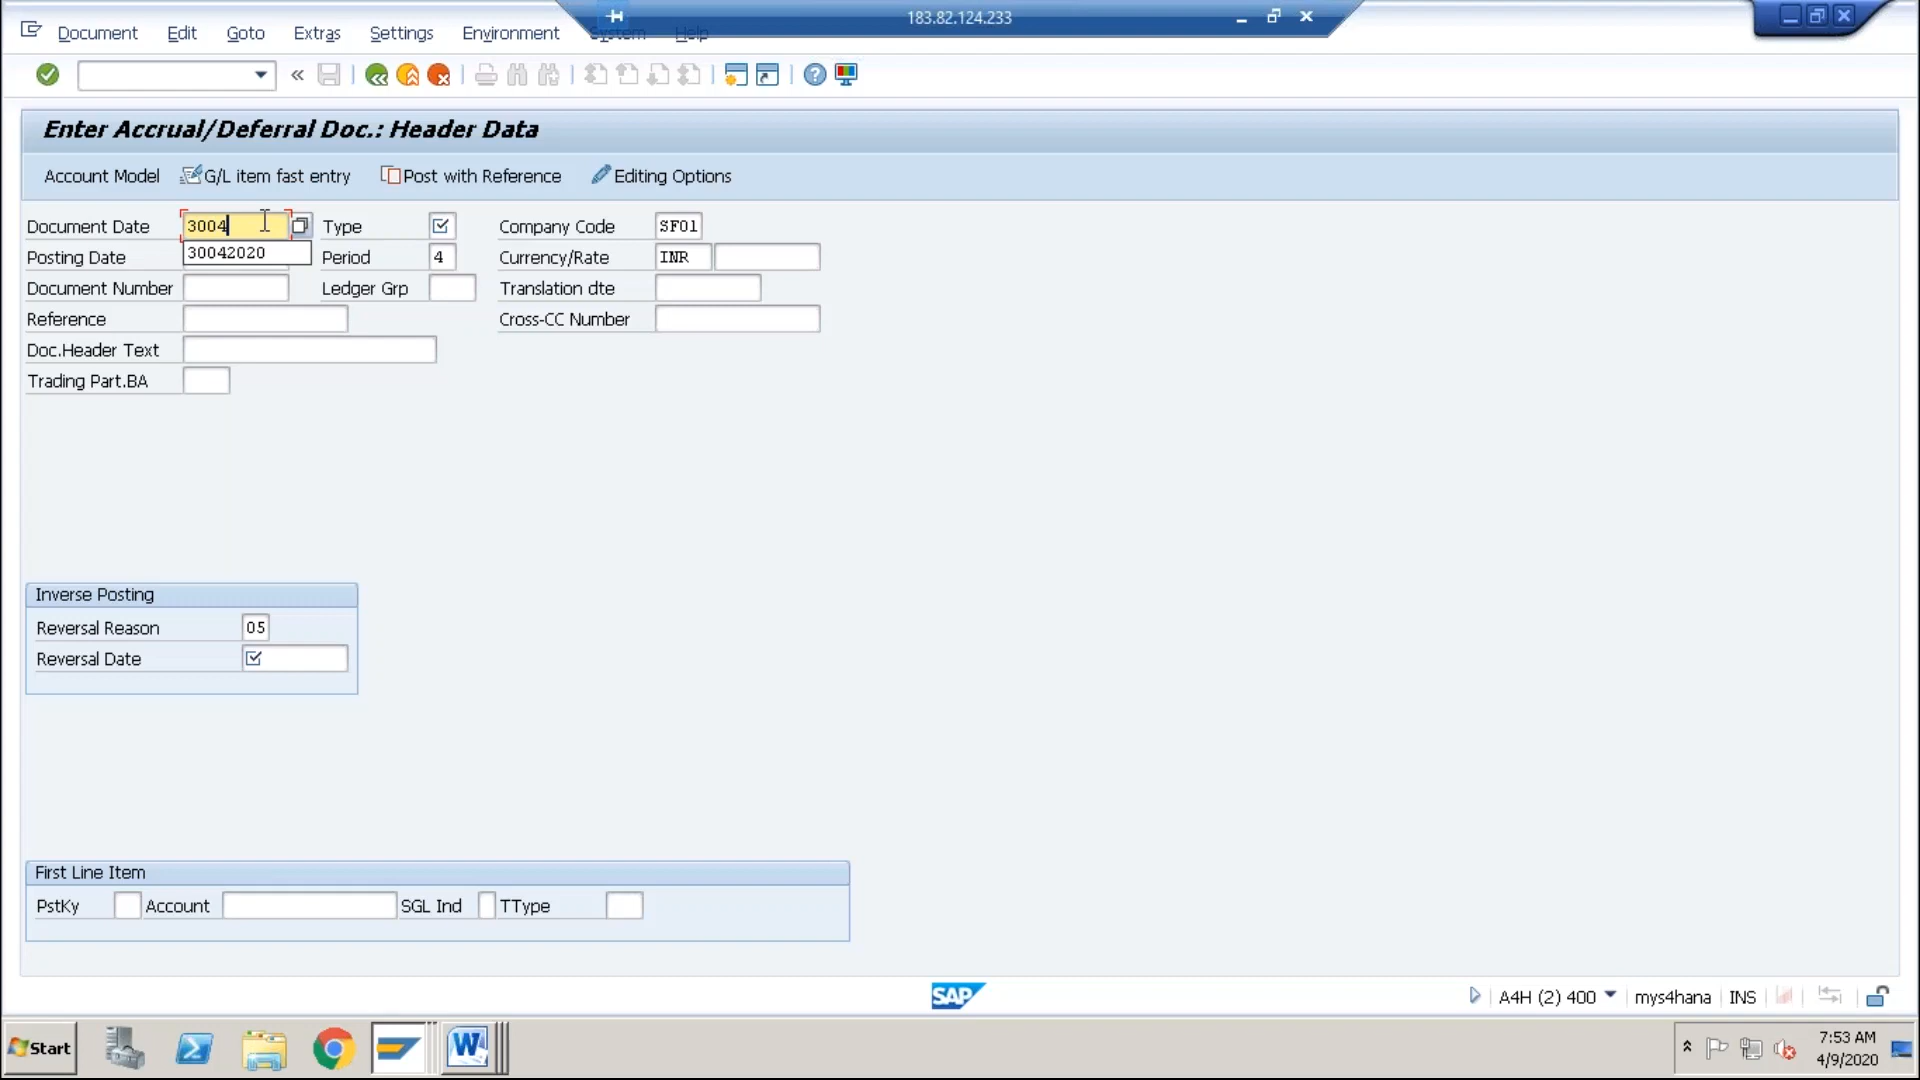 183.82.124.233
Document Edit Goto Extras Settings Environment System Help
Enter Accrual/Deferral Doc.: Header Data
Account Model G/L item fast entry Post with Reference Editing Options
Document Date 3004 Type Company Code SF01
30042020
Posting Date Period 4 Currency/Rate INR
Document Number Ledger Grp Translation dte
Reference Cross-CC Number
Doc.Header Text
Trading Part.BA
Inverse Posting
Reversal Reason 05
Reversal Date
First Line Item
PstKy Account SGL Ind TType
SAP
A4H (2) 400 mys4hana INS
Start 7:53 AM
4/9/2020